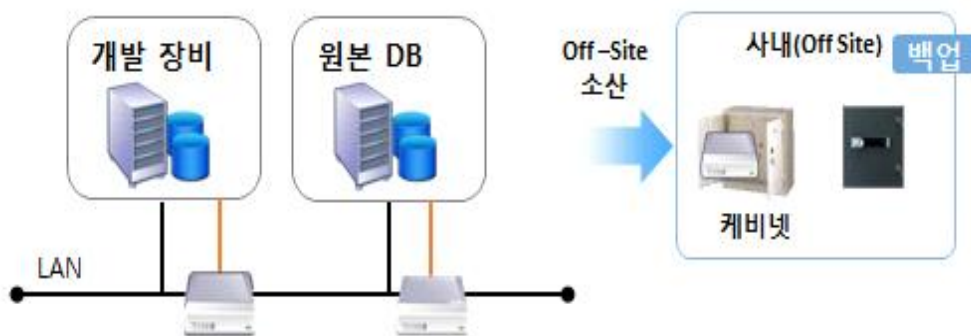 개발 장비
원본 DB
LAN
Off –Site
소산
사내(Off Site)
백업
케비넷